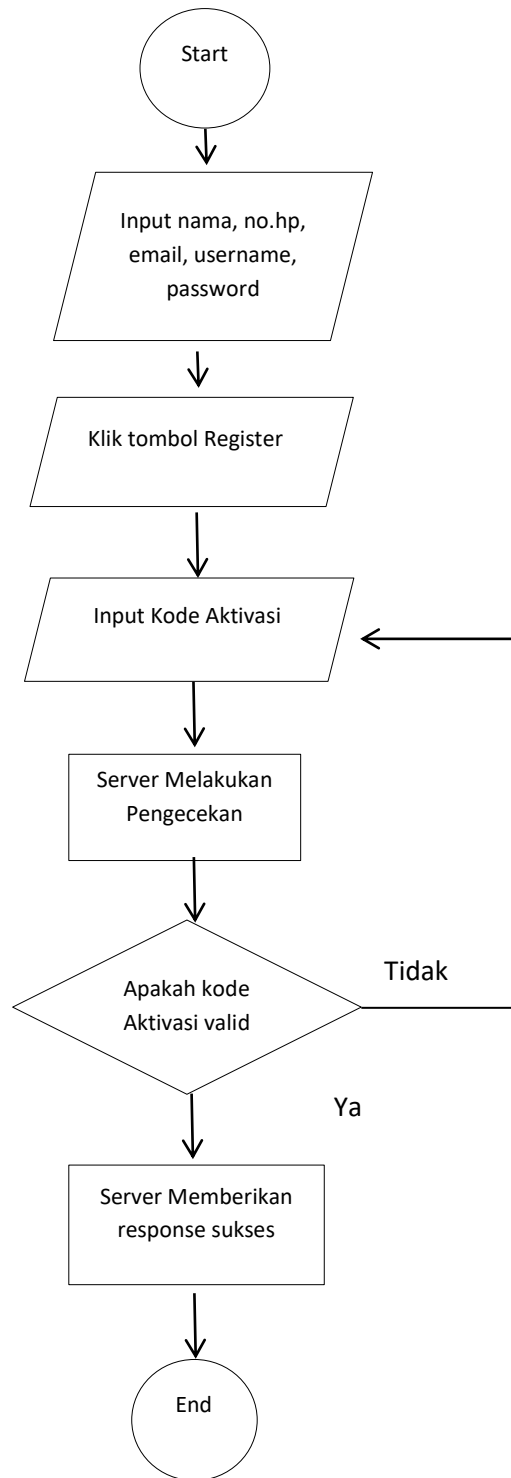 Start
Input nama, no.hp,
email, username,
password
Klik tombol Register
Input Kode Aktivasi
Server Melakukan
Pengecekan
Apakah kode
Aktivasi valid
Tidak
Ya
Server Memberikan
response sukses
End